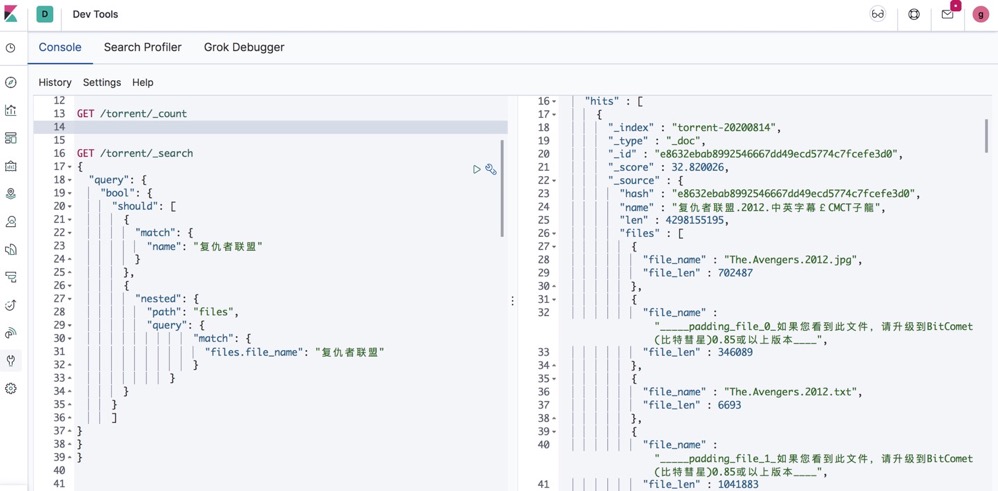 D
Dev Tools
g
Console
Search Profiler
Grok Debugger
History
Settings
Help
12
13 GET /torrent/_count
14
15
16 GET /torrent/_search
17 {
18 "query": {
19 "bool": {
20 "should": [
21 {
22 "match": {
23 "name": "复仇者联盟"
24 }
25 },
26 {
27 "nested": {
28 "path": "files",
29 "query": {
30 "match": {
31 "files.file_name": "复仇者联盟"
32 }
33 }
34 }
35 }
36 ]
37 }
38 }
39 }
40
41
16 "hits" : [
17 {
18 "_index" : "torrent-20200814",
19 "_type" : "_doc",
20 "_id" : "e8632ebab8992546667dd49ecd5774c7fcefe3d0",
21 "_score" : 32.820026,
22 "_source" : {
23 "hash" : "e8632ebab8992546667dd49ecd5774c7fcefe3d0",
24 "name" : "复仇者联盟.2012.中英字幕￡CMCT子龍",
25 "len" : 4298155195,
26 "files" : [
27 {
28 "file_name" : "The.Avengers.2012.jpg",
29 "file_len" : 702487
30 },
31 {
32 "file_name" :
"_____padding_file_0_如果您看到此文件，请升级到BitComet
(比特彗星)0.85或以上版本____",
33 "file_len" : 346089
34 },
35 {
36 "file_name" : "The.Avengers.2012.txt",
37 "file_len" : 6693
38 },
39 {
40 "file_name" :
"_____padding_file_1_如果您看到此文件，请升级到BitComet
(比特彗星)0.85或以上版本____",
41 "file_len" : 1041883